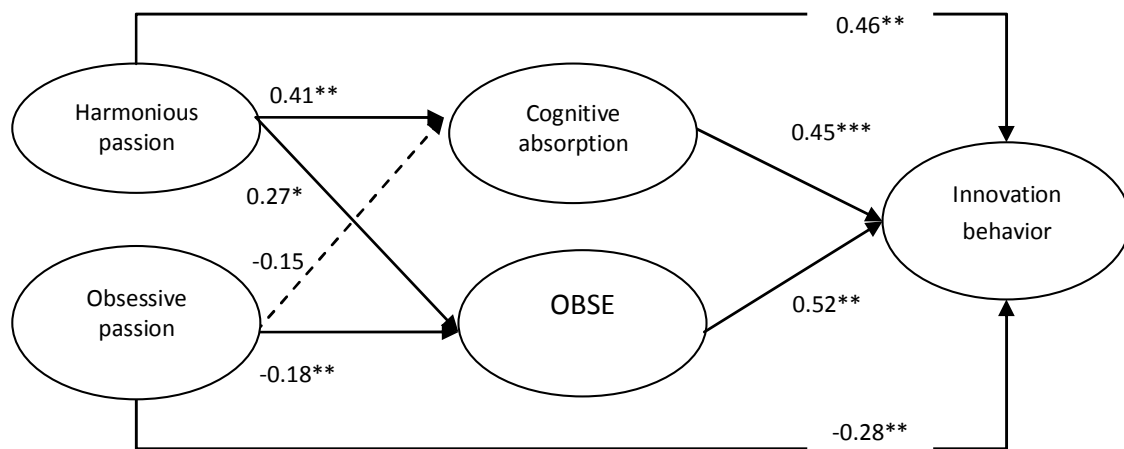 0.46**
Harmonious
passion
0.41**
Cognitive
absorption
0.45***
0.27*
Innovation
behavior
-0.15
Obsessive
passion
OBSE
0.52**
-0.18**
-0.28**